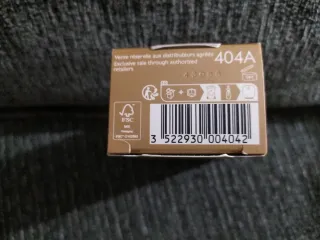 Vente réservée aux distributeurs agréés
Exclusive sale through authorized
retailers
404A
FSC
3 522930 004042